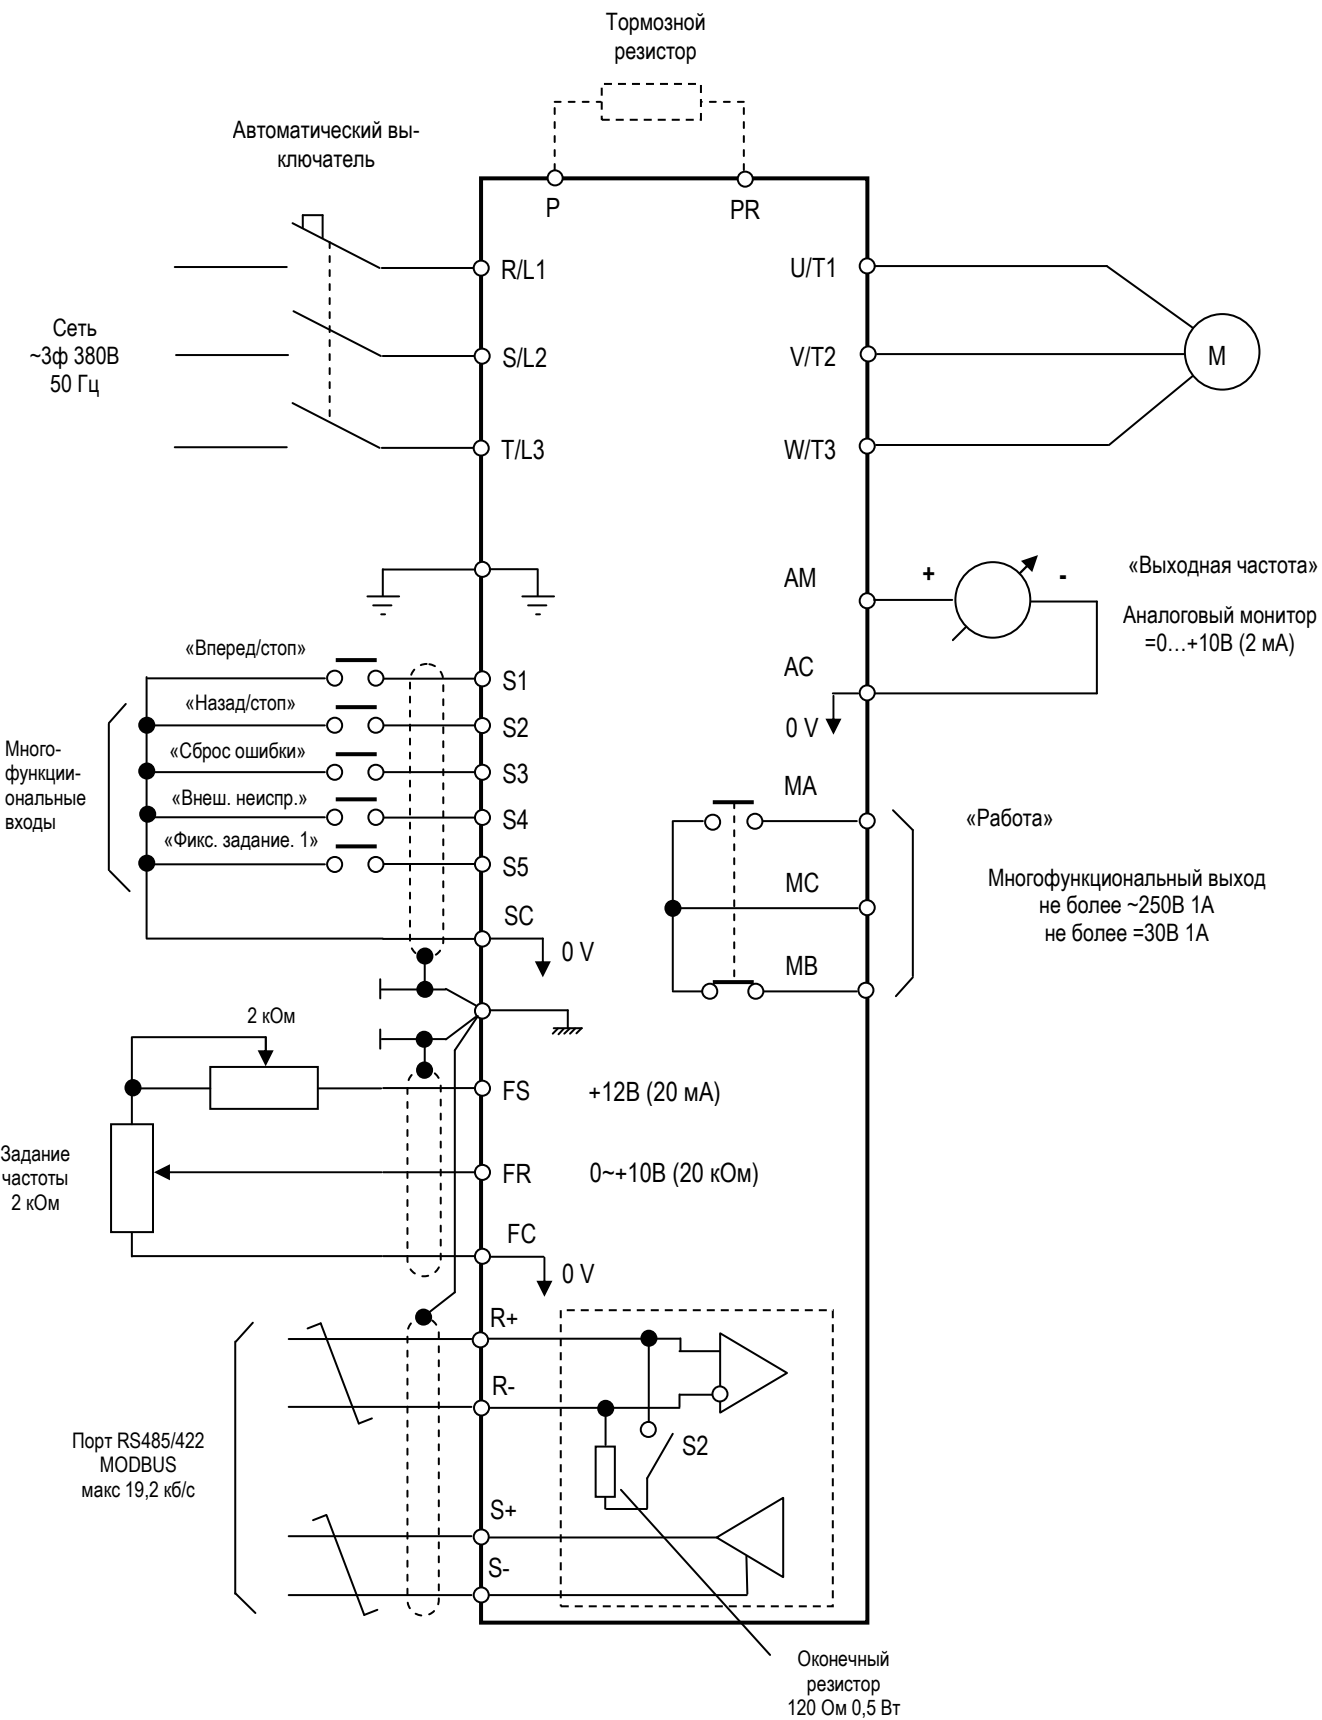 Тормозной
резистор
Автоматический вы-
ключатель
P
PR
R/L1
U/T1
Сеть
~3ф 380В
50 Гц
S/L2
V/T2
M
T/L3
W/T3
AM
+
-
«Выходная частота»
Аналоговый монитор
=0…+10В (2 мА)
AC
0 V
«Вперед/стоп»
S1
«Назад/стоп»
S2
Много-
функции-
ональные
входы
«Сброс ошибки»
S3
«Внеш. неиспр.»
S4
«Фикс. задание. 1»
S5
SC
0 V
MA
«Работа»
MC
Многофункциональный выход
не более ~250В 1А
не более =30В 1А
MB
2 кОм
FS
+12В (20 мА)
Задание
частоты
2 кОм
FR
0~+10В (20 кОм)
FC
0 V
R+
R-
S2
Порт RS485/422
MODBUS
макс 19,2 кб/с
S+
S-
Оконечный
резистор
120 Ом 0,5 Вт